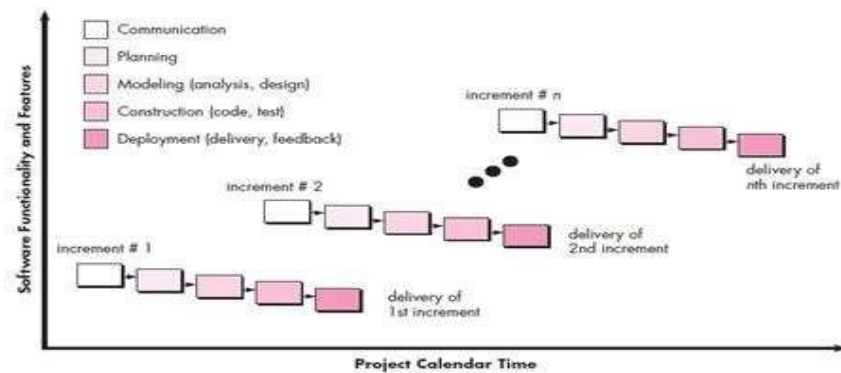 Software Functionality and Features
Communication
Planning
Modeling (analysis, design)
Construction (code, test)
Deployment (delivery, feedback)
increment # n
delivery of
nth increment
increment # 2
delivery of
2nd increment
increment # 1
delivery of
1st increment
Project Calendar Time